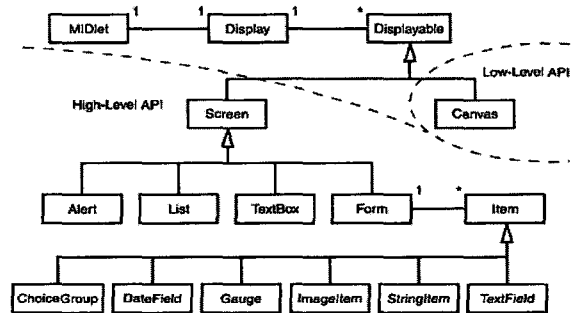 MIDlet 1 1 Display 1 * Displayable
Low-Level API
High-Level API
Screen Canvas
Alert List TextBox Form 1 * Item
ChoiceGroup DateField Gauge ImageItem StringItem TextField